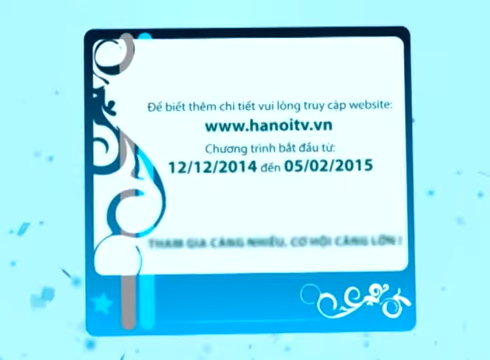 Để biết thêm chi tiết vui lòng truy cập website:
www.hanoitv.vn
Chương trình bắt đầu từ:
12/12/2014 đến 05/02/2015
THAM GIA CÀNG NHIỀU, CƠ HỘI CÀNG LỚN !